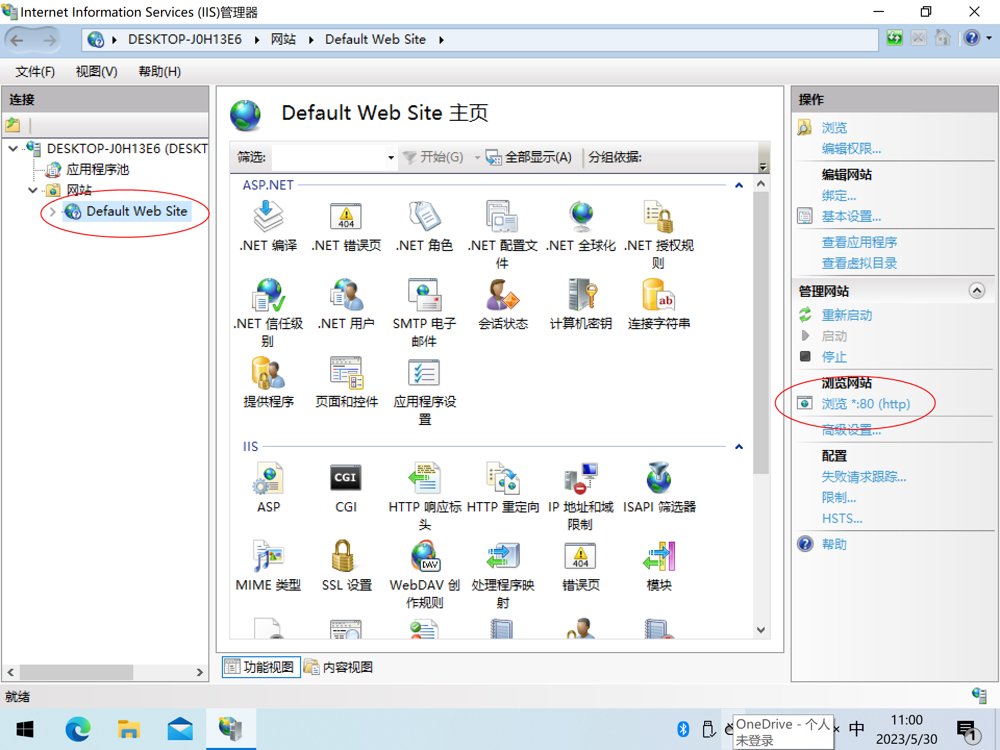 Internet Information Services (IIS)管理器
DESKTOP-J0H13E6
网站
Default Web Site
文件(F)
视图(V)
帮助(H)
连接
DESKTOP-J0H13E6 (DESKT
应用程序池
网站
Default Web Site
Default Web Site 主页
筛选:
开始(G)
全部显示(A)
分组依据:
ASP.NET
.NET 编译
.NET 错误页
.NET 角色
.NET 配置文
件
.NET 全球化
.NET 授权规
则
.NET 信任级
别
.NET 用户
SMTP 电子
邮件
会话状态
计算机密钥
连接字符串
提供程序
页面和控件
应用程序设
置
IIS
ASP
CGI
HTTP 响应标
头
HTTP 重定向
IP 地址和域
限制
ISAPI 筛选器
MIME 类型
SSL 设置
WebDAV 创
作规则
处理程序映
射
错误页
模块
功能视图
内容视图
操作
浏览
编辑权限...
编辑网站
绑定...
基本设置...
查看应用程序
查看虚拟目录
管理网站
重新启动
启动
停止
浏览网站
浏览 *:80 (http)
高级设置...
配置
失败请求跟踪...
限制...
HSTS...
帮助
就绪
OneDrive - 个人
未登录
中
11:00
2023/5/30
1
404
ab
CGI
DAV
404